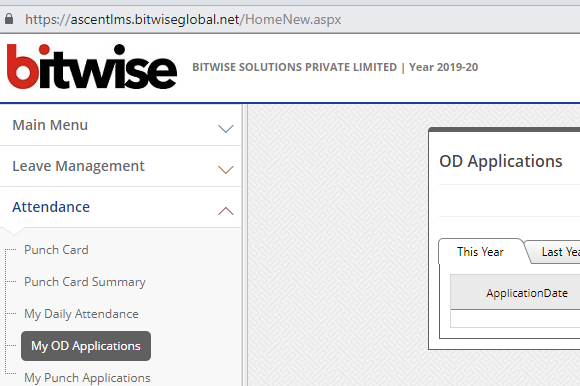 https://ascentlms.bitwiseglobal.net/HomeNew.aspx
bitwise
BITWISE SOLUTIONS PRIVATE LIMITED | Year 2019-20
Main Menu
Leave Management
Attendance
Punch Card
Punch Card Summary
My Daily Attendance
My OD Applications
My Punch Applications
OD Applications
This Year
Last Yea
ApplicationDate